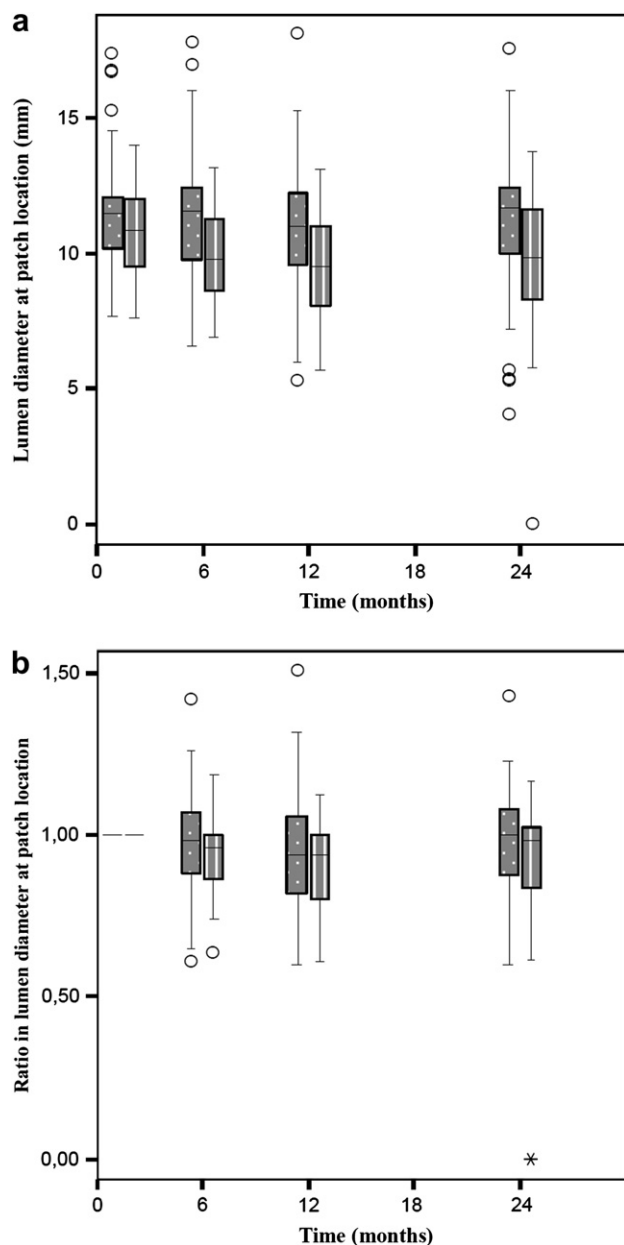 a
Lumen diameter at patch location (mm)
15
10
5
0
0 6 12 18 24
Time (months)
b
Ratio in lumen diameter at patch location
1,50
1,00
0,50
0,00
0 6 12 18 24
Time (months)